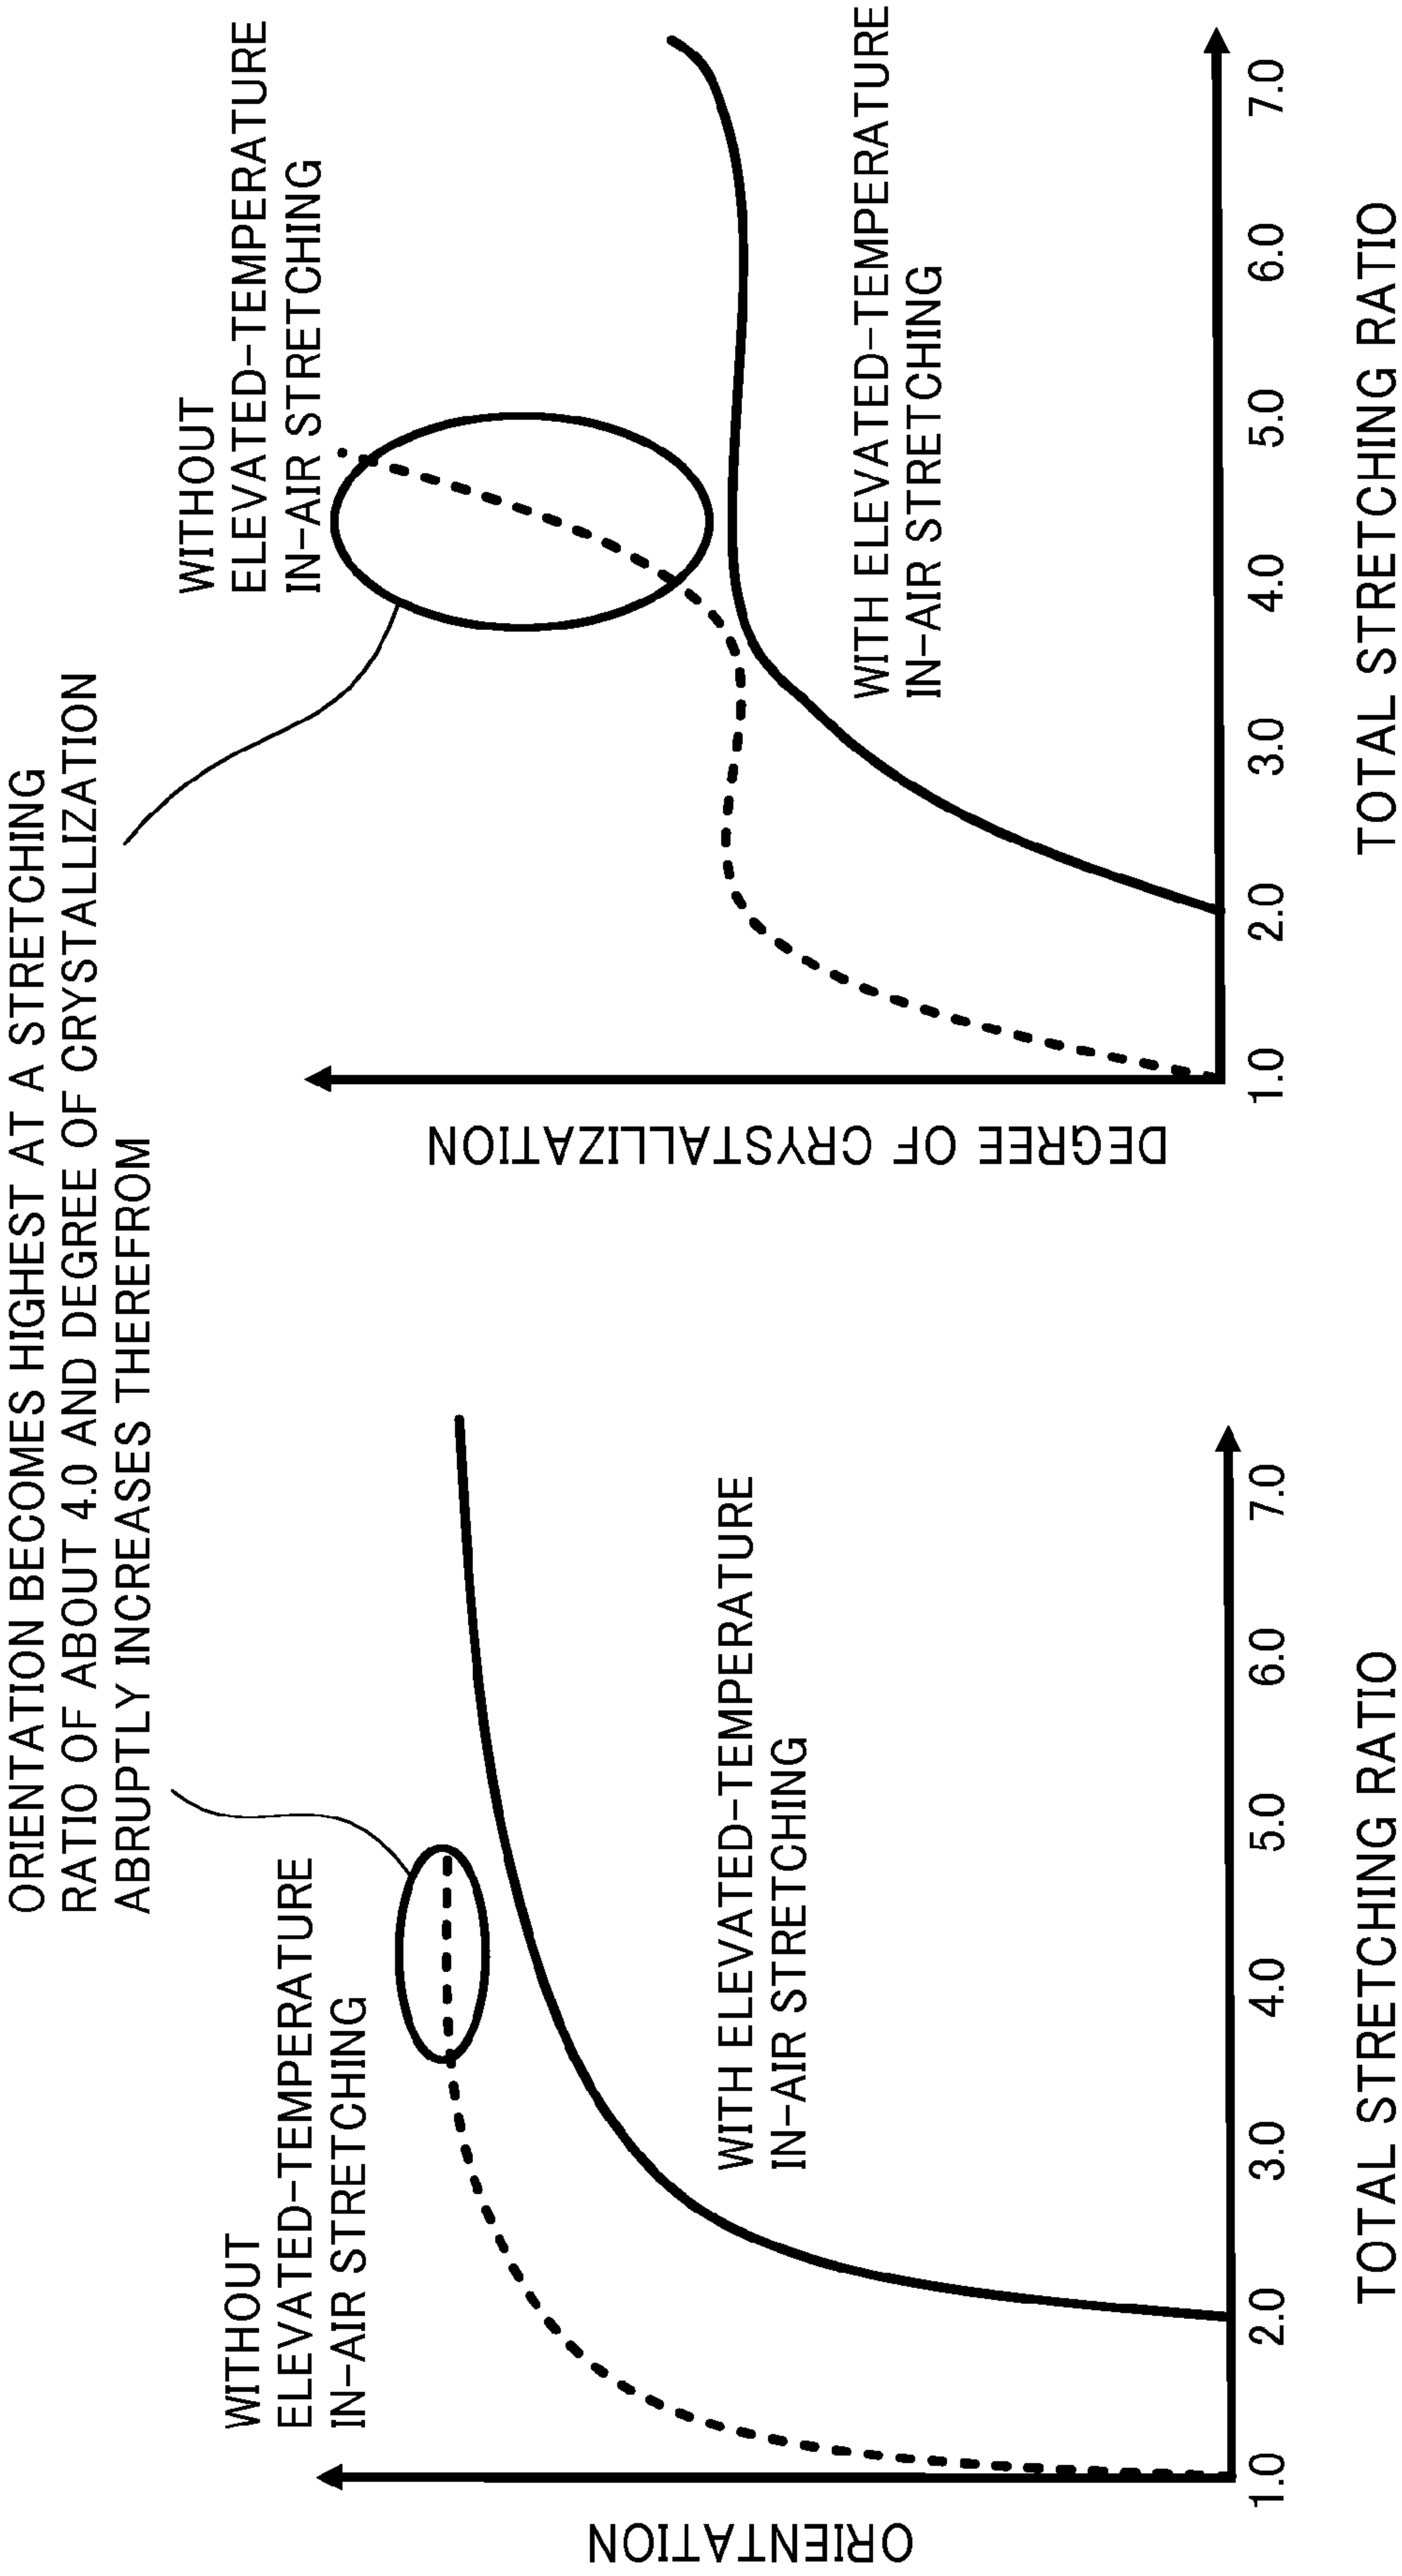 ORIENTATION BECOMES HIGHEST AT A STRETCHING
RATIO OF ABOUT 4.0 AND DEGREE OF CRYSTALLIZATION
ABRUPTLY INCREASES THEREFROM
WITHOUT
ELEVATED-TEMPERATURE
IN-AIR STRETCHING
WITH ELEVATED-TEMPERATURE
IN-AIR STRETCHING
ORIENTATION
1.0 2.0 3.0 4.0 5.0 6.0 7.0
TOTAL STRETCHING RATIO
WITHOUT
ELEVATED-TEMPERATURE
IN-AIR STRETCHING
WITH ELEVATED-TEMPERATURE
IN-AIR STRETCHING
DEGREE OF CRYSTALLIZATION
1.0 2.0 3.0 4.0 5.0 6.0 7.0
TOTAL STRETCHING RATIO